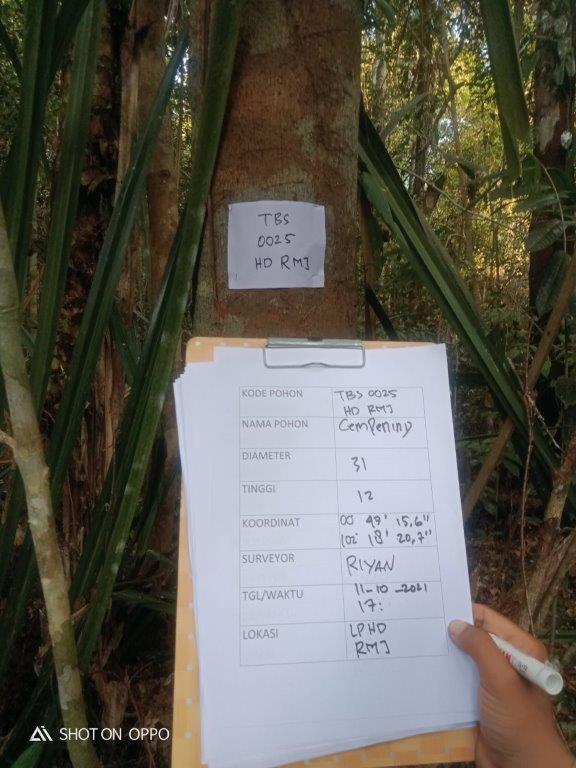 TBS
0025
HD RMJ
KODE POHON TBS 0025
HD RMJ
NAMA POHON Cempening
DIAMETER 31
TINGGI 12
KOORDINAT 00° 47' 15,6"
102° 18' 20,7"
SURVEYOR RIYAN
TGL/WAKTU 11-10-2021
17:
LOKASI LPHD
RMJ
SHOT ON OPPO